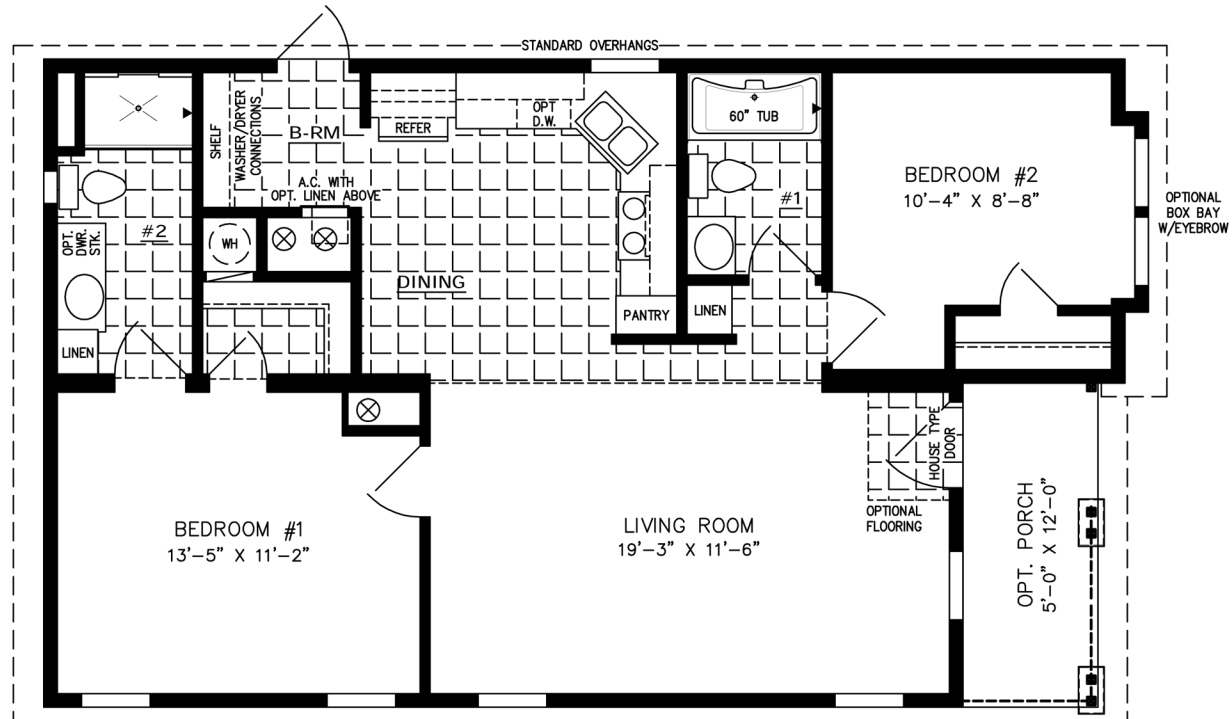 STANDARD OVERHANGS
SHELF
WASHER/DRYER
CONNECTIONS
B-RM
REFER
OPT
D.W.
60" TUB
A.C. WITH
OPT. LINEN ABOVE
BEDROOM #2
10'-4" X 8'-8"
OPTIONAL
BOX BAY
W/EYEBROW
#1
#2
OPT.
DWR.
STK.
WH
DINING
PANTRY
LINEN
LINEN
HOUSE TYPE
DOOR
OPTIONAL
FLOORING
BEDROOM #1
13'-5" X 11'-2"
LIVING ROOM
19'-3" X 11'-6"
OPT. PORCH
5'-0" X 12'-0"